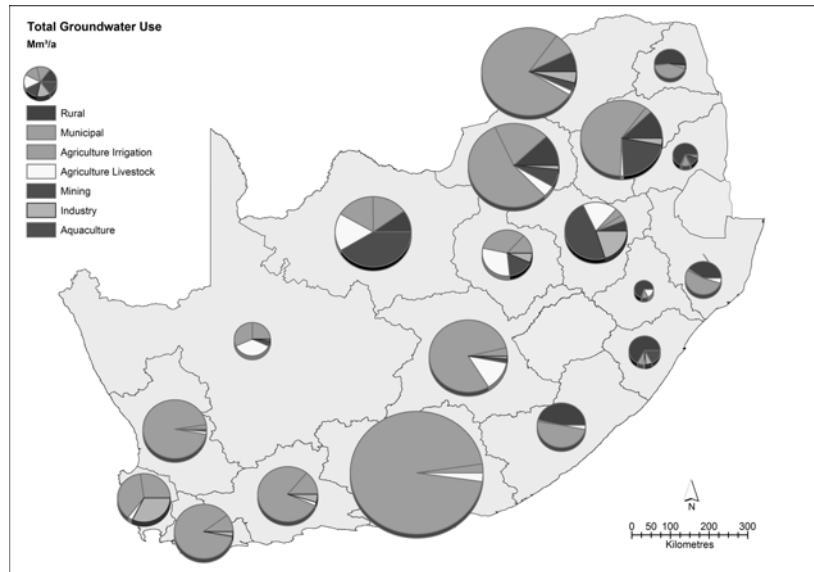 Total Groundwater Use
Mm³/a
Rural
Municipal
Agriculture Irrigation
Agriculture Livestock
Mining
Industry
Aquaculture
N
0 50 100 200 300
Kilometres